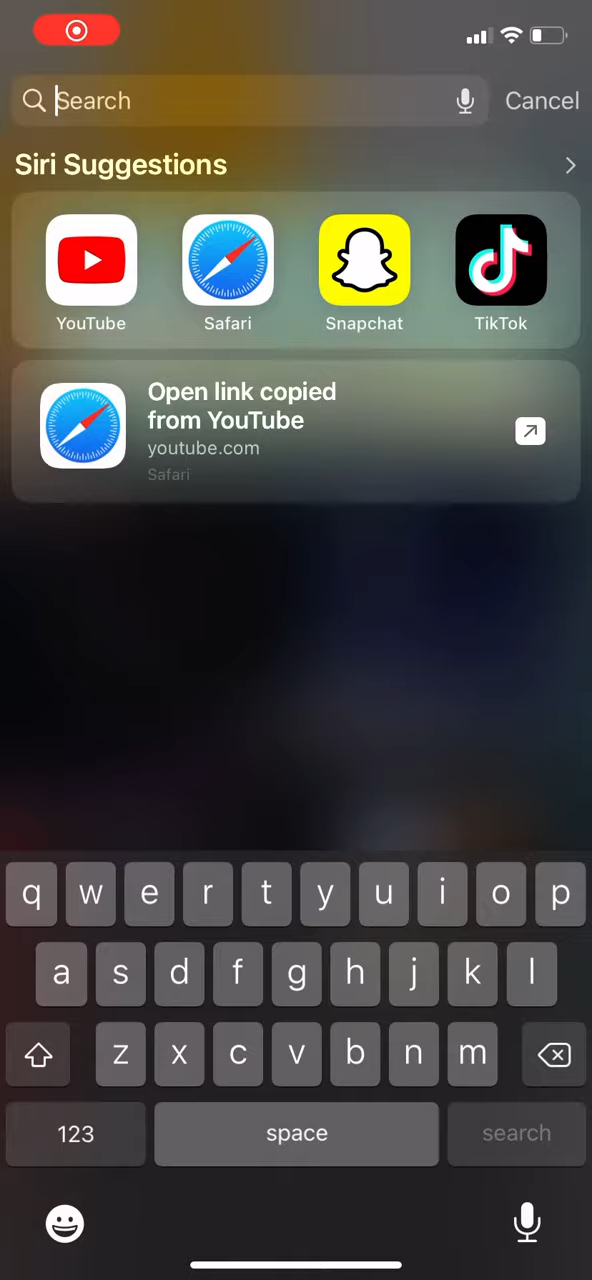 Search
Cancel
Siri Suggestions
YouTube
Safari
Snapchat
TikTok
Open link copied
from YouTube
youtube.com
Safari
q w e r t y u i o p
a s d f g h j k l
z x c v b n m
123
space
search